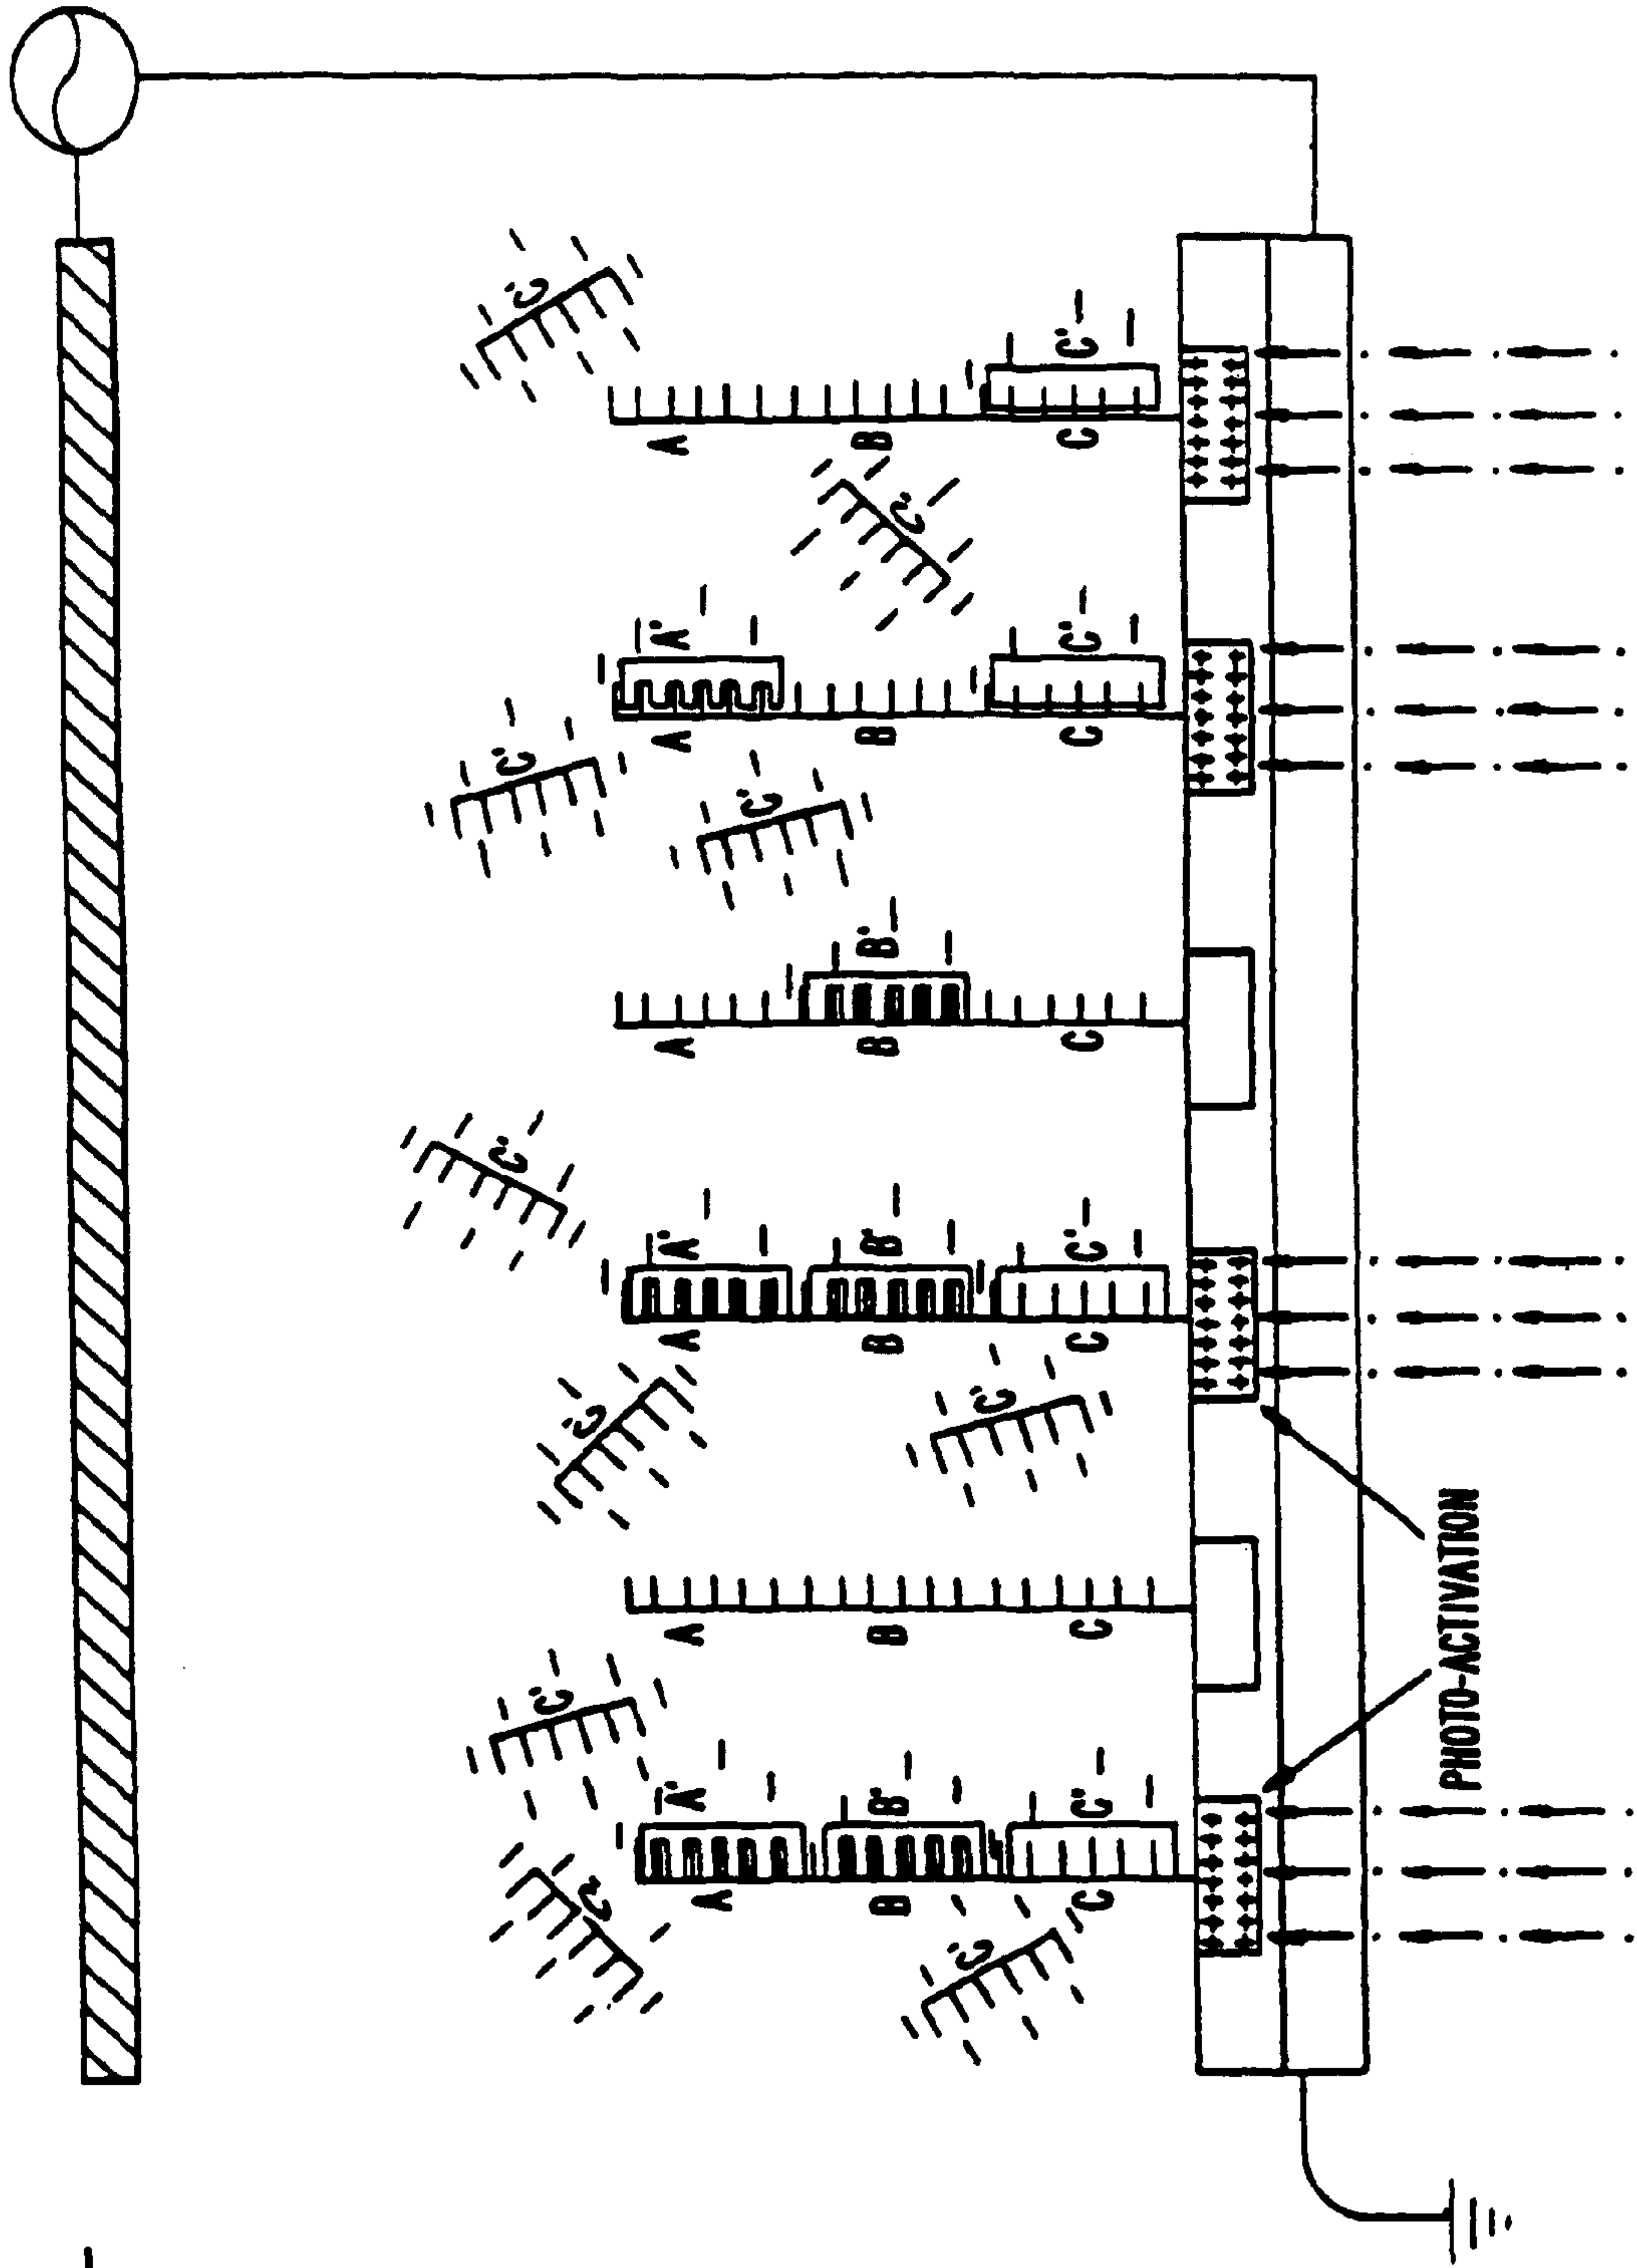 C' C' C' C' C' C'
A A' A A A' A A A' A
C'
B B' B B B' B B' B C' B
C' C'
C C' C C C' C C C' C C'
PHOTO-ACTIVATION